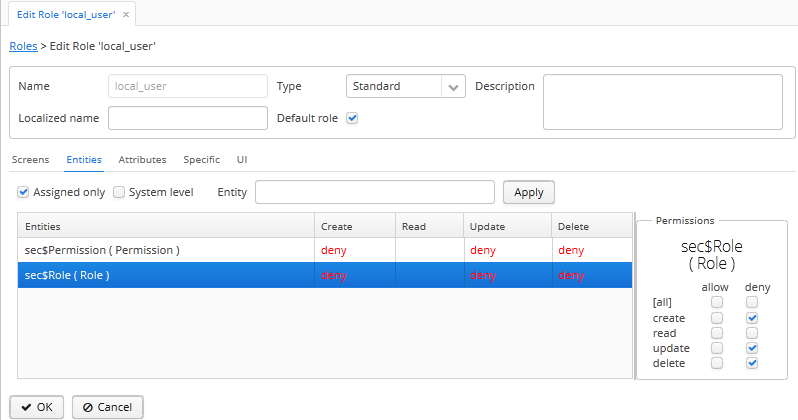 Edit Role 'local_user' ×
Roles > Edit Role 'local_user'
Name local_user Type Standard Description
Localized name Default role
Screens Entities Attributes Specific UI
Assigned only System level Entity Apply
Entities Create Read Update Delete
sec$Permission ( Permission ) deny deny deny
sec$Role ( Role ) deny deny deny
Permissions
sec$Role
( Role )
allow deny
[all]
create
read
update
delete
OK Cancel